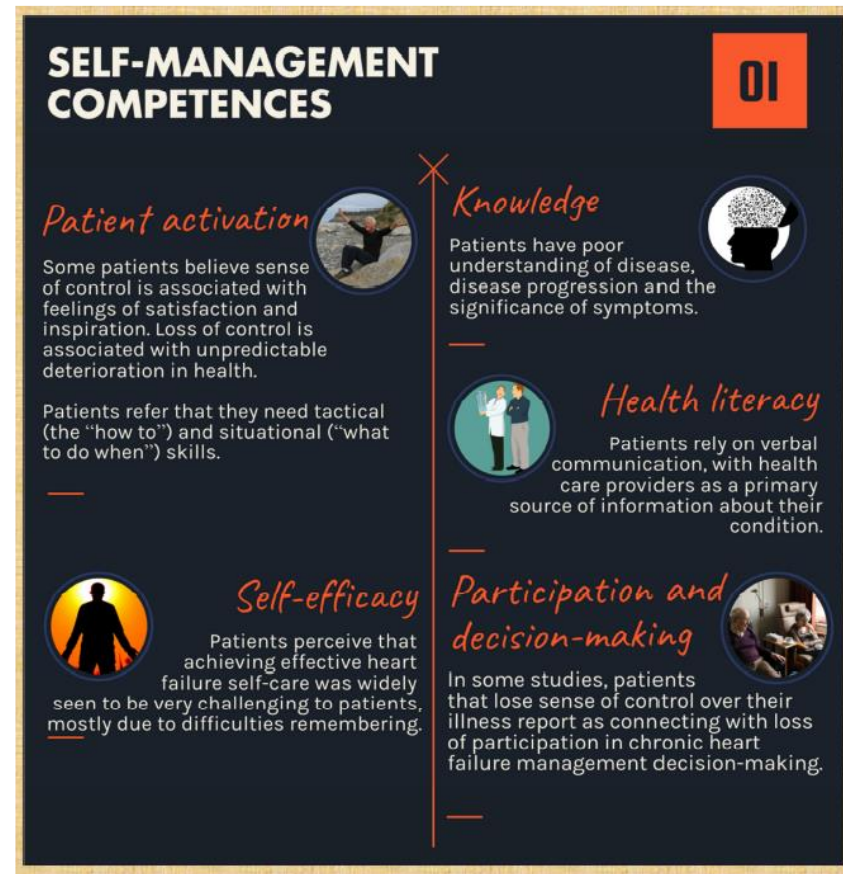 SELF-MANAGEMENT
COMPETENCES
01
Patient activation
Some patients believe sense
of control is associated with
feelings of satisfaction and
inspiration. Loss of control is
associated with unpredictable
deterioration in health.
Patients refer that they need tactical
(the “how to”) and situational (“what
to do when”) skills.
Self-efficacy
Patients perceive that
achieving effective heart
failure self-care was widely
seen to be very challenging to patients,
mostly due to difficulties remembering.
Knowledge
Patients have poor
understanding of disease,
disease progression and the
significance of symptoms.
Health literacy
Patients rely on verbal
communication, with health
care providers as a primary
source of information about their
condition.
Participation and
decision-making
In some studies, patients
that lose sense of control over their
illness report as connecting with loss
of participation in chronic heart
failure management decision-making.